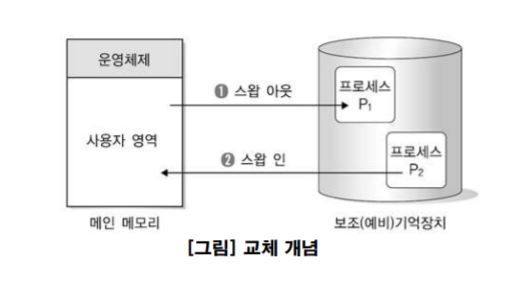 운영체제
❶ 스왑 아웃
프로세스
P1
사용자 영역
❷ 스왑 인
프로세스
P2
메인 메모리
보조(예비)기억장치
[그림] 교체 개념